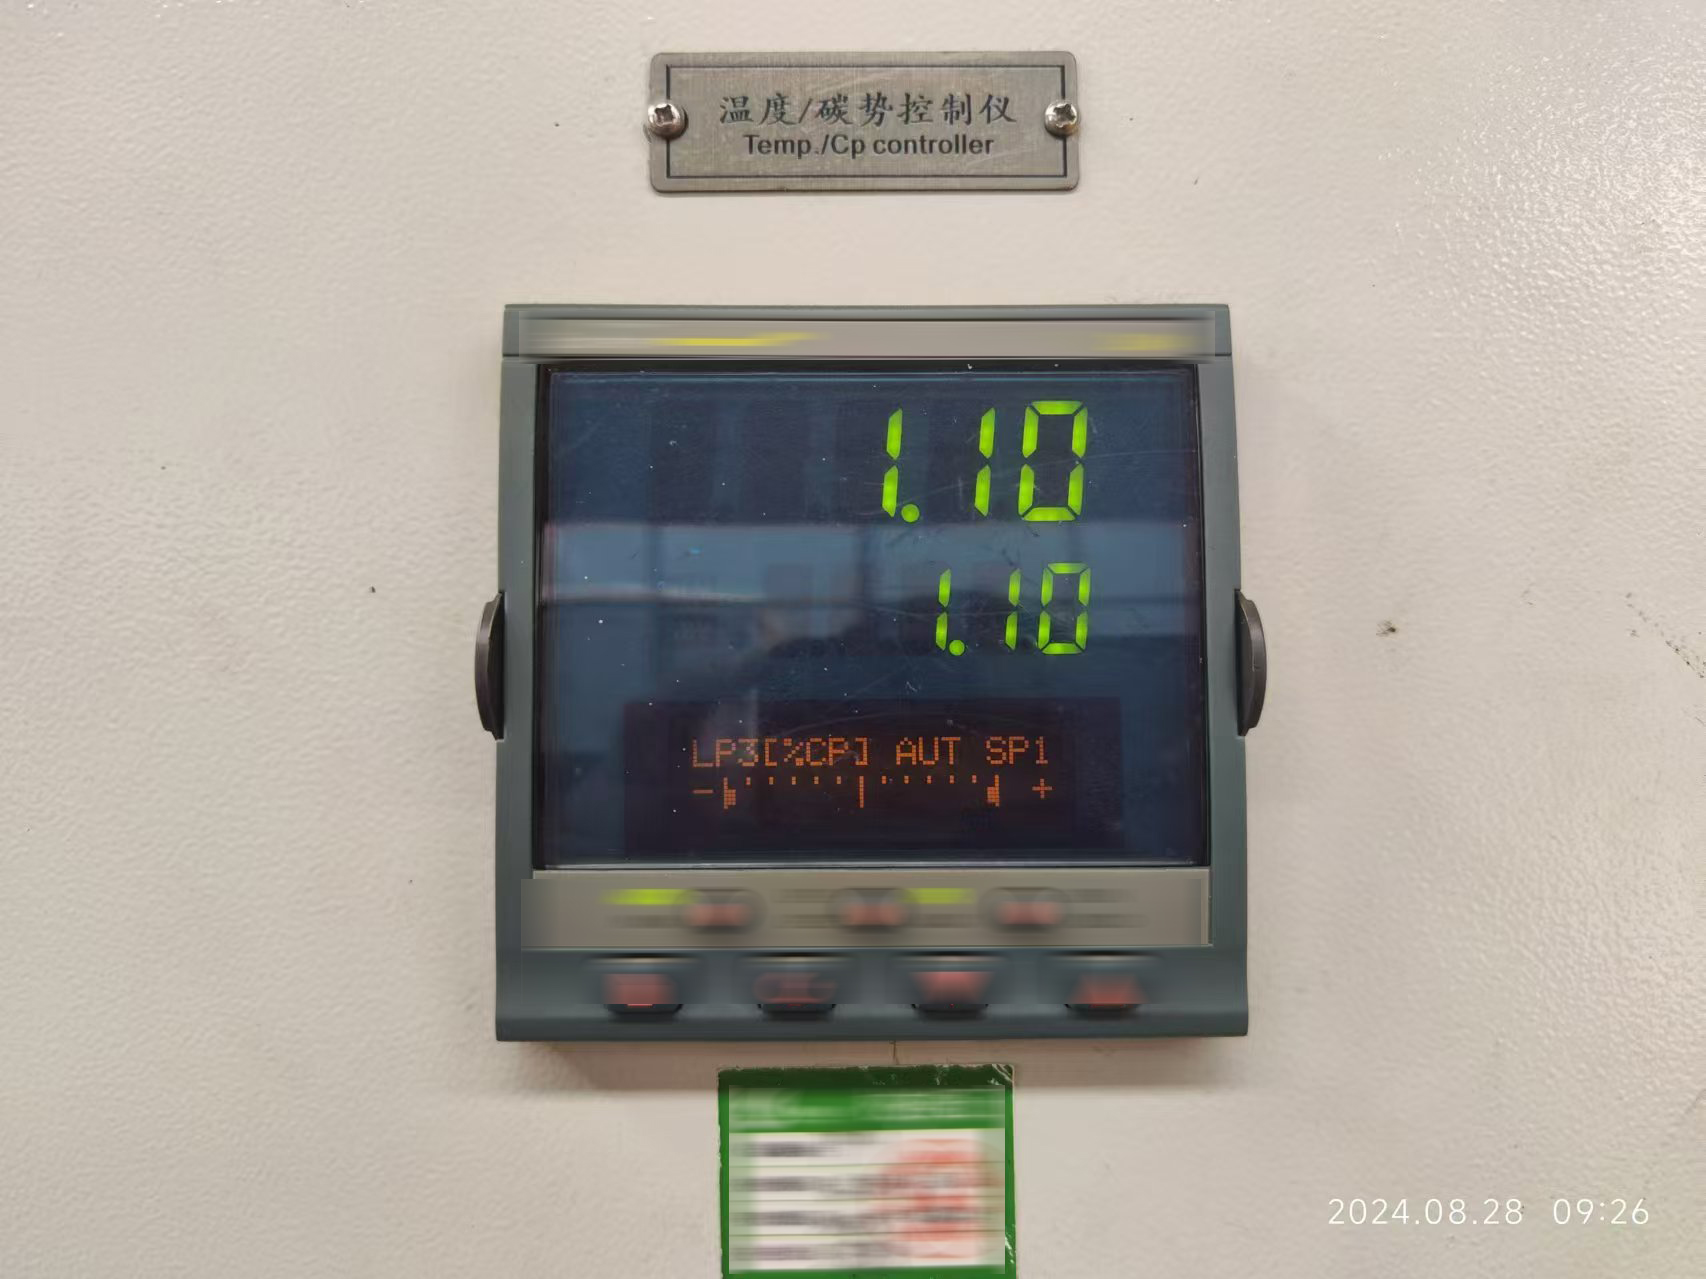 温度/碳势控制仪
Temp./Cp controller
1.10
1.10
LP3[%CP] AUT SP1
- +
2024.08.28 09:26